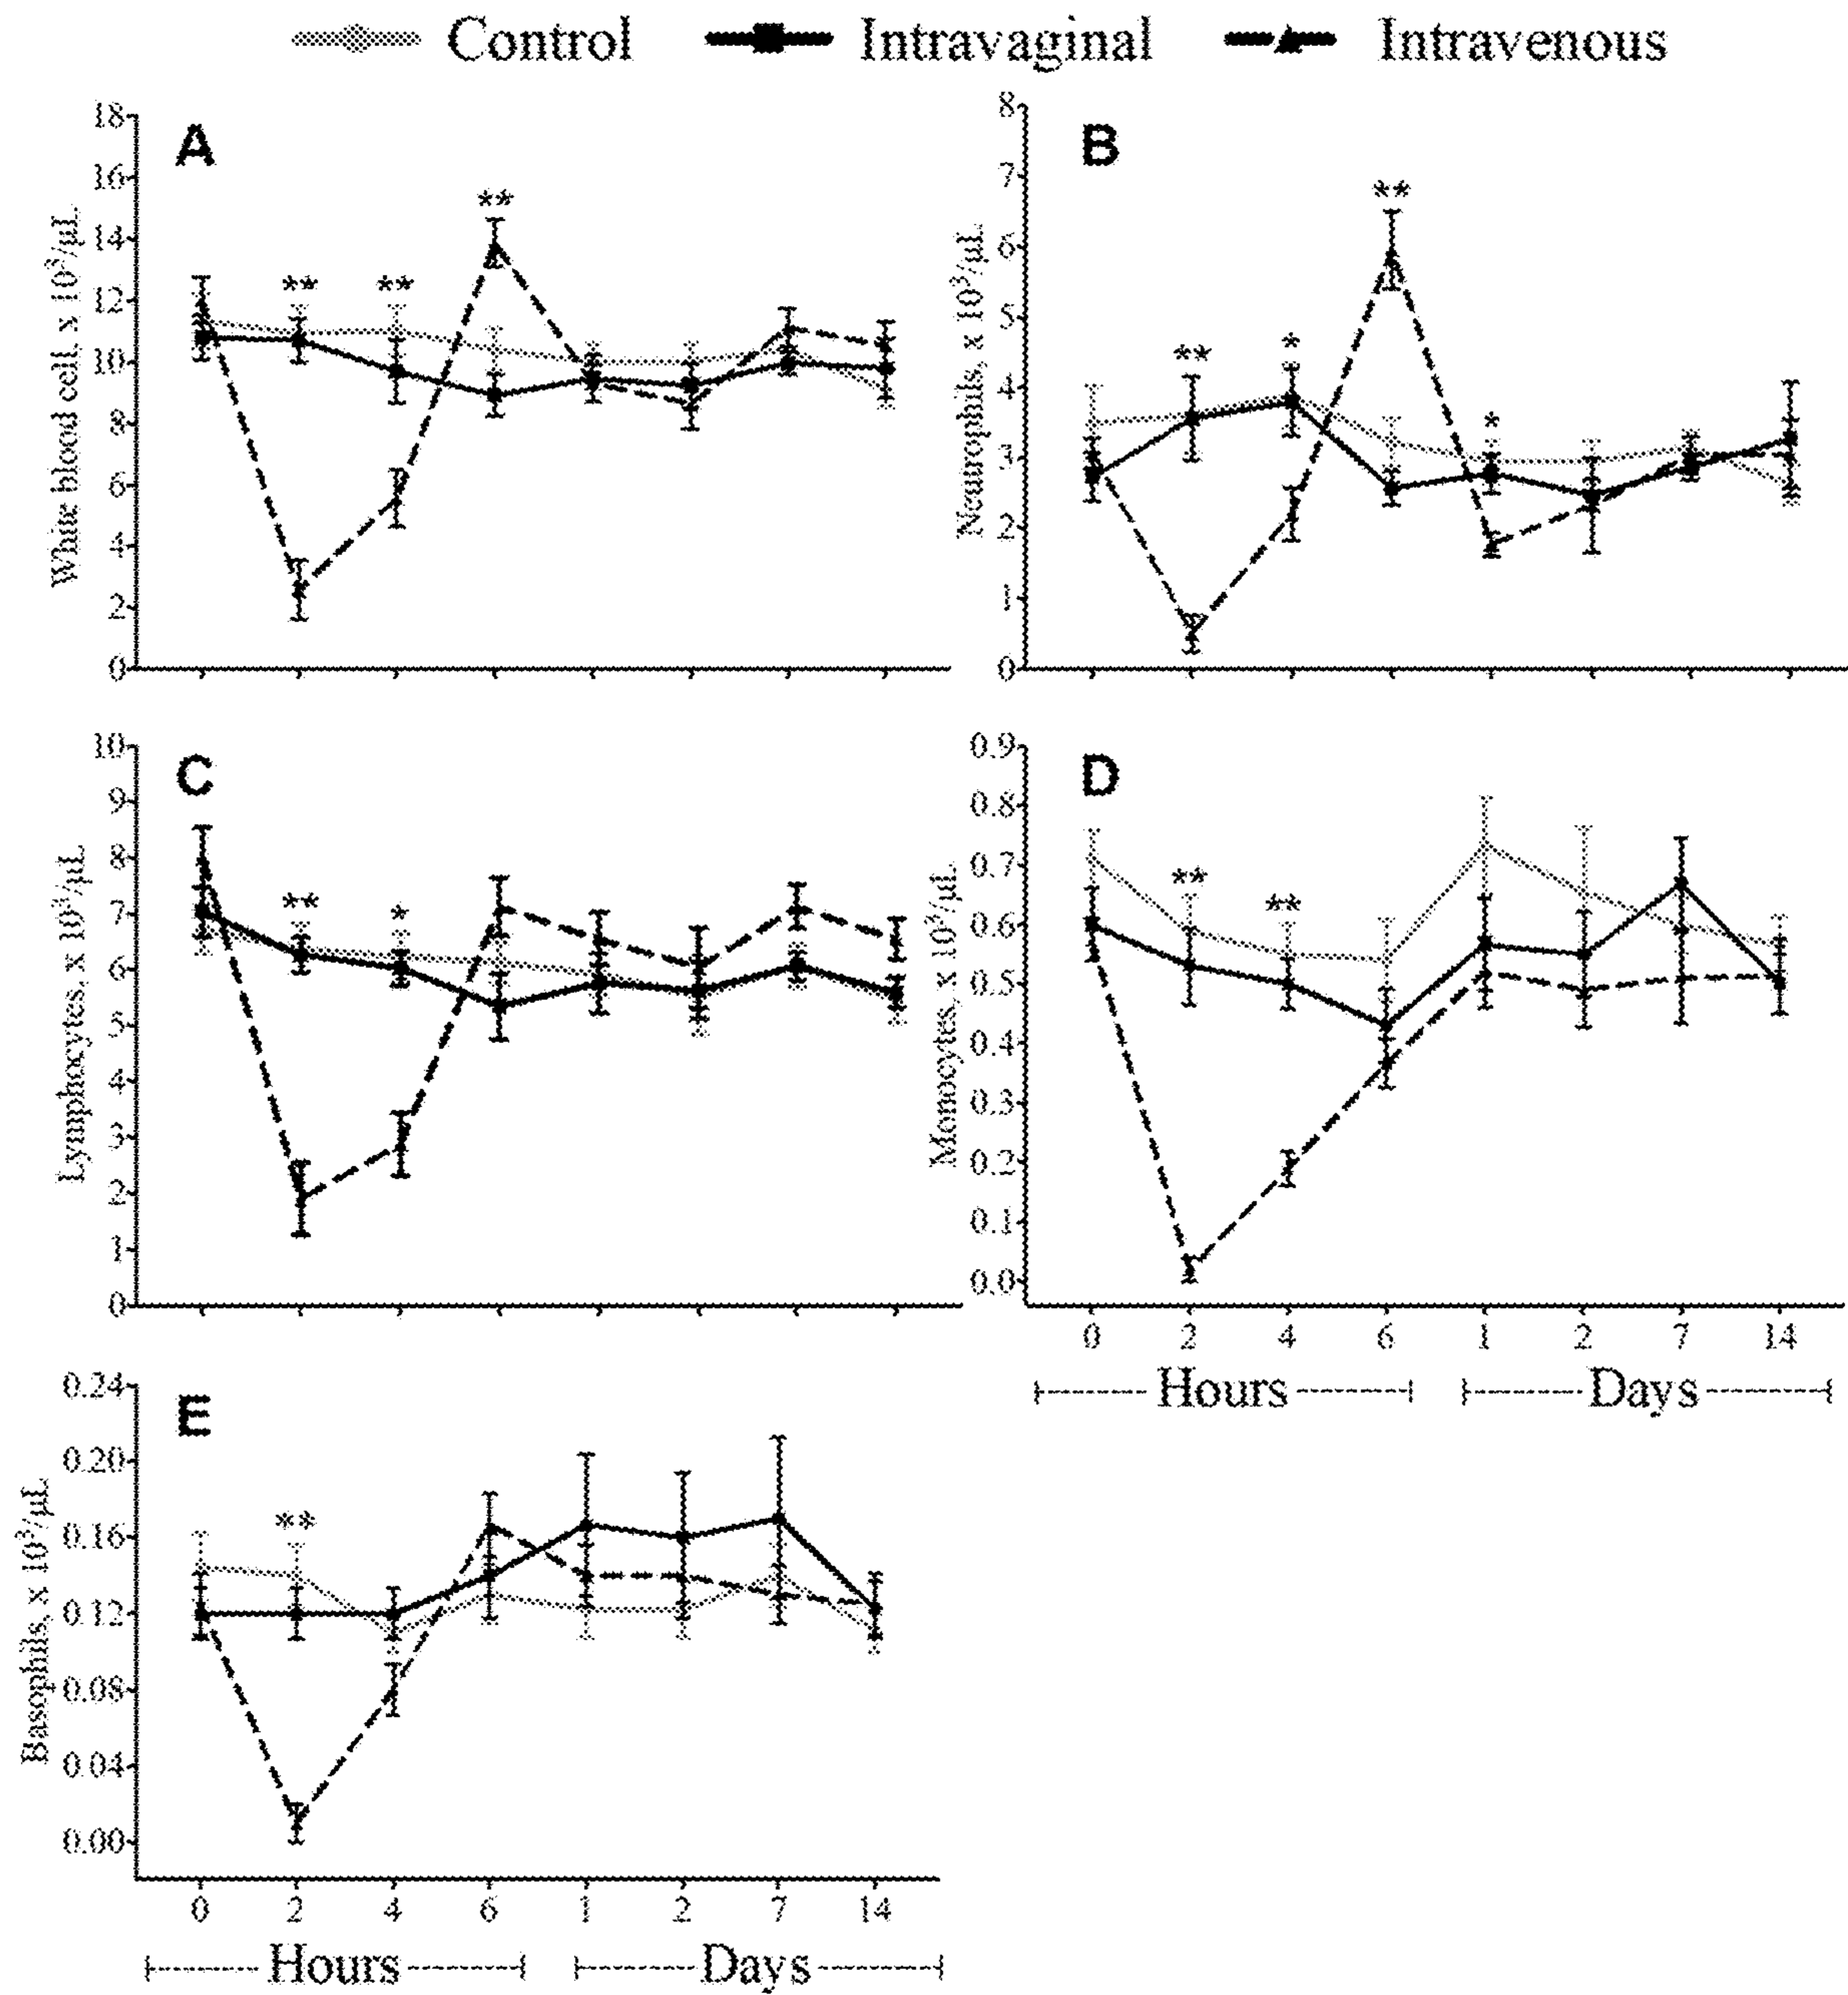 Control Intravaginal Intravenous
A
White blood cell, x 10³/µL
18
16
14
12
10
8
6
4
2
0
** ** **
B
Neutrophils, x 10³/µL
8
7
6
5
4
3
2
1
0
** * ** *
C
Lymphocytes, x 10³/µL
10
9
8
7
6
5
4
3
2
1
0
** *
D
Monocytes, x 10³/µL
0.9
0.8
0.7
0.6
0.5
0.4
0.3
0.2
0.1
0.0
** **
0 2 4 6 1 2 7 14
Hours Days
E
Basophils, x 10³/µL
0.24
0.20
0.16
0.12
0.08
0.04
0.00
**
0 2 4 6 1 2 7 14
Hours Days